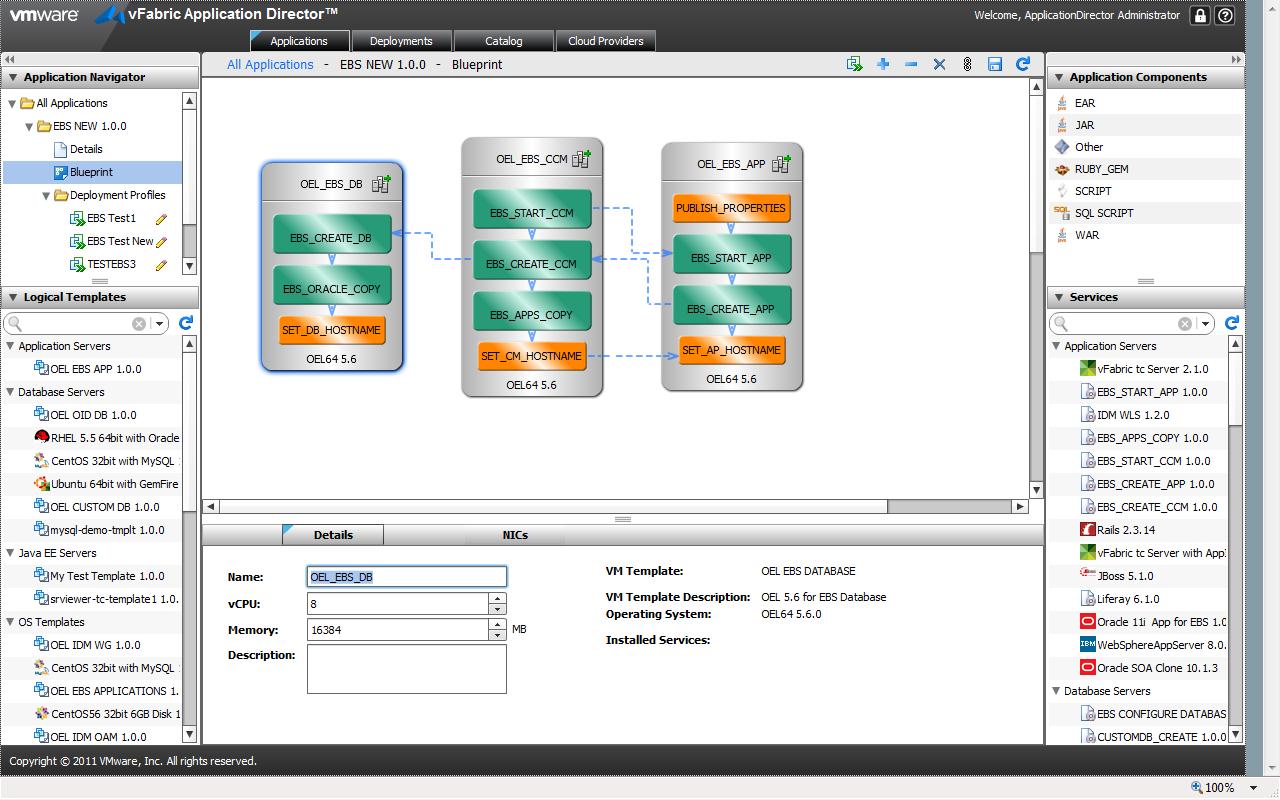 vmware vFabric Application Director™
Welcome, ApplicationDirector Administrator
Applications
Deployments
Catalog
Cloud Providers
Application Navigator
All Applications
EBS NEW 1.0.0
Details
Blueprint
Deployment Profiles
EBS Test1
EBS Test New
TESTEBS3
Logical Templates
Application Servers
OEL EBS APP 1.0.0
Database Servers
OEL OID DB 1.0.0
RHEL 5.5 64bit with Oracle
CentOS 32bit with MySQL
Ubuntu 64bit with GemFire
OEL CUSTOM DB 1.0.0
mysql-demo-tmplt 1.0.0
Java EE Servers
My Test Template 1.0.0
srviewer-tc-template1 1.0.
OS Templates
OEL IDM WG 1.0.0
CentOS 32bit with MySQL
OEL EBS APPLICATIONS 1.
CentOS56 32bit 6GB Disk 1
OEL IDM OAM 1.0.0
All Applications - EBS NEW 1.0.0 - Blueprint
OEL_EBS_DB
EBS_CREATE_DB
EBS_ORACLE_COPY
SET_DB_HOSTNAME
OEL64 5.6
OEL_EBS_CCM
EBS_START_CCM
EBS_CREATE_CCM
EBS_APPS_COPY
SET_CM_HOSTNAME
OEL64 5.6
OEL_EBS_APP
PUBLISH_PROPERTIES
EBS_START_APP
EBS_CREATE_APP
SET_AP_HOSTNAME
OEL64 5.6
Details
NICs
Name: OEL_EBS_DB
vCPU: 8
Memory: 16384 MB
Description:
VM Template: OEL EBS DATABASE
VM Template Description: OEL 5.6 for EBS Database
Operating System: OEL64 5.6.0
Installed Services:
Application Components
EAR
JAR
Other
RUBY_GEM
SCRIPT
SQL SQL SCRIPT
WAR
Services
Application Servers
vFabric tc Server 2.1.0
EBS_START_APP 1.0.0
IDM WLS 1.2.0
EBS_APPS_COPY 1.0.0
EBS_START_CCM 1.0.0
EBS_CREATE_APP 1.0.0
EBS_CREATE_CCM 1.0.0
Rails 2.3.14
vFabric tc Server with App
JBoss 5.1.0
Liferay 6.1.0
Oracle 11i App for EBS 1.0
IBM WebSphereAppServer 8.0.
Oracle SOA Clone 10.1.3
Database Servers
EBS CONFIGURE DATABAS
CUSTOMDB_CREATE 1.0.0
Copyright © 2011 VMware, Inc. All rights reserved.
100%